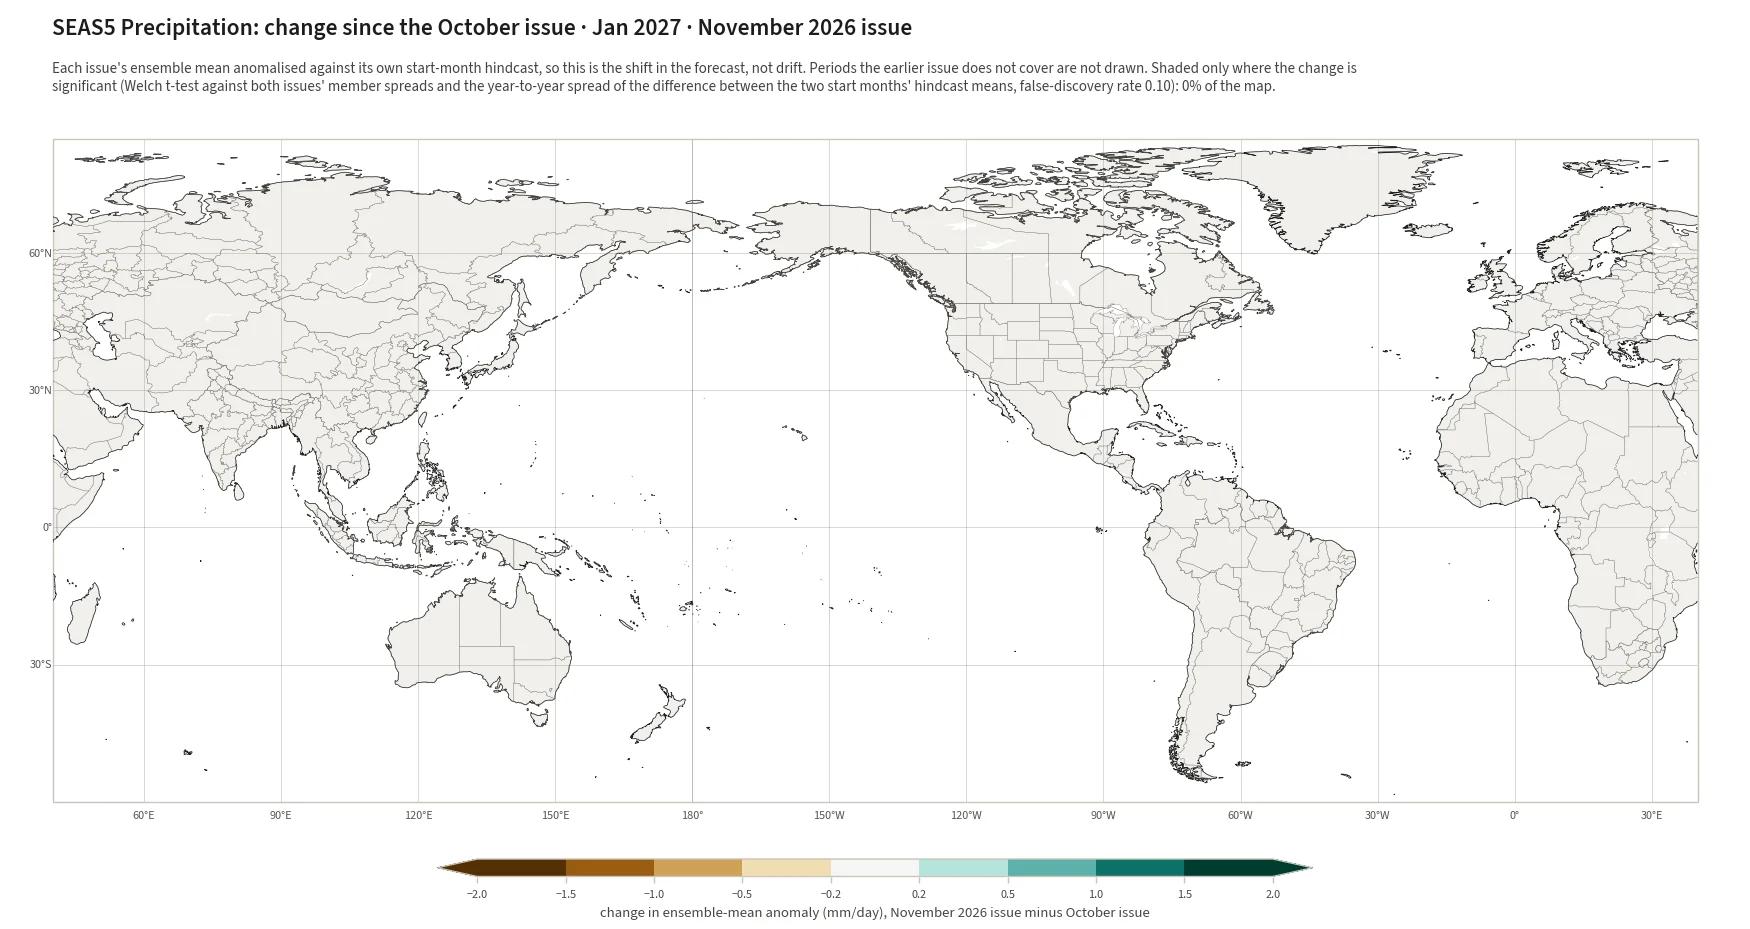 SEAS5 Precipitation: change since the October issue · Jan 2027 · November 2026 issue
Each issue's ensemble mean anomalised against its own start-month hindcast, so this is the shift in the forecast, not drift. Periods the earlier issue does not cover are not drawn. Shaded only where the change is
significant (Welch t-test against both issues' member spreads and the year-to-year spread of the difference between the two start months' hindcast means, false-discovery rate 0.10): 0% of the map.
60°N
30°N
0°
30°S
60°E 90°E 120°E 150°E 180° 150°W 120°W 90°W 60°W 30°W 0° 30°E
−2.0 −1.5 −1.0 −0.5 −0.2 0.2 0.5 1.0 1.5 2.0
change in ensemble-mean anomaly (mm/day), November 2026 issue minus October issue